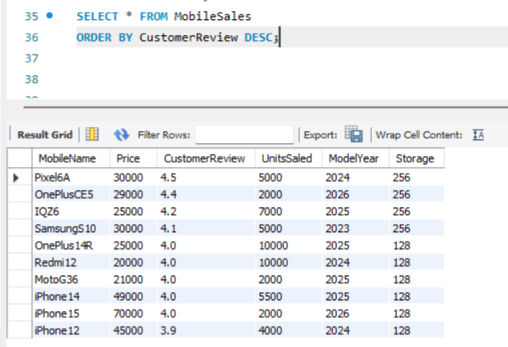 35 SELECT * FROM MobileSales
36 ORDER BY CustomerReview DESC;
37
38
Result Grid Filter Rows: Export: Wrap Cell Content:
MobileName Price CustomerReview UnitsSaled ModelYear Storage
Pixel6A 30000 4.5 5000 2024 256
OnePlusCE5 29000 4.4 2000 2026 256
IQZ6 25000 4.2 7000 2025 256
SamsungS10 30000 4.1 5000 2023 256
OnePlus14R 25000 4.0 10000 2025 128
Redmi12 20000 4.0 10000 2024 128
MotoG36 21000 4.0 2000 2025 128
iPhone14 49000 4.0 5500 2025 128
iPhone15 70000 4.0 2000 2026 128
iPhone12 45000 3.9 4000 2024 128